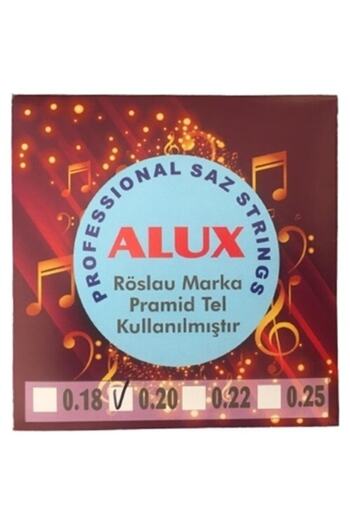 PROFESSIONAL SAZ STRINGS
ALUX
Röslau Marka
Pramid Tel
Kullanılmıştır
0.18 0.20 0.22 0.25